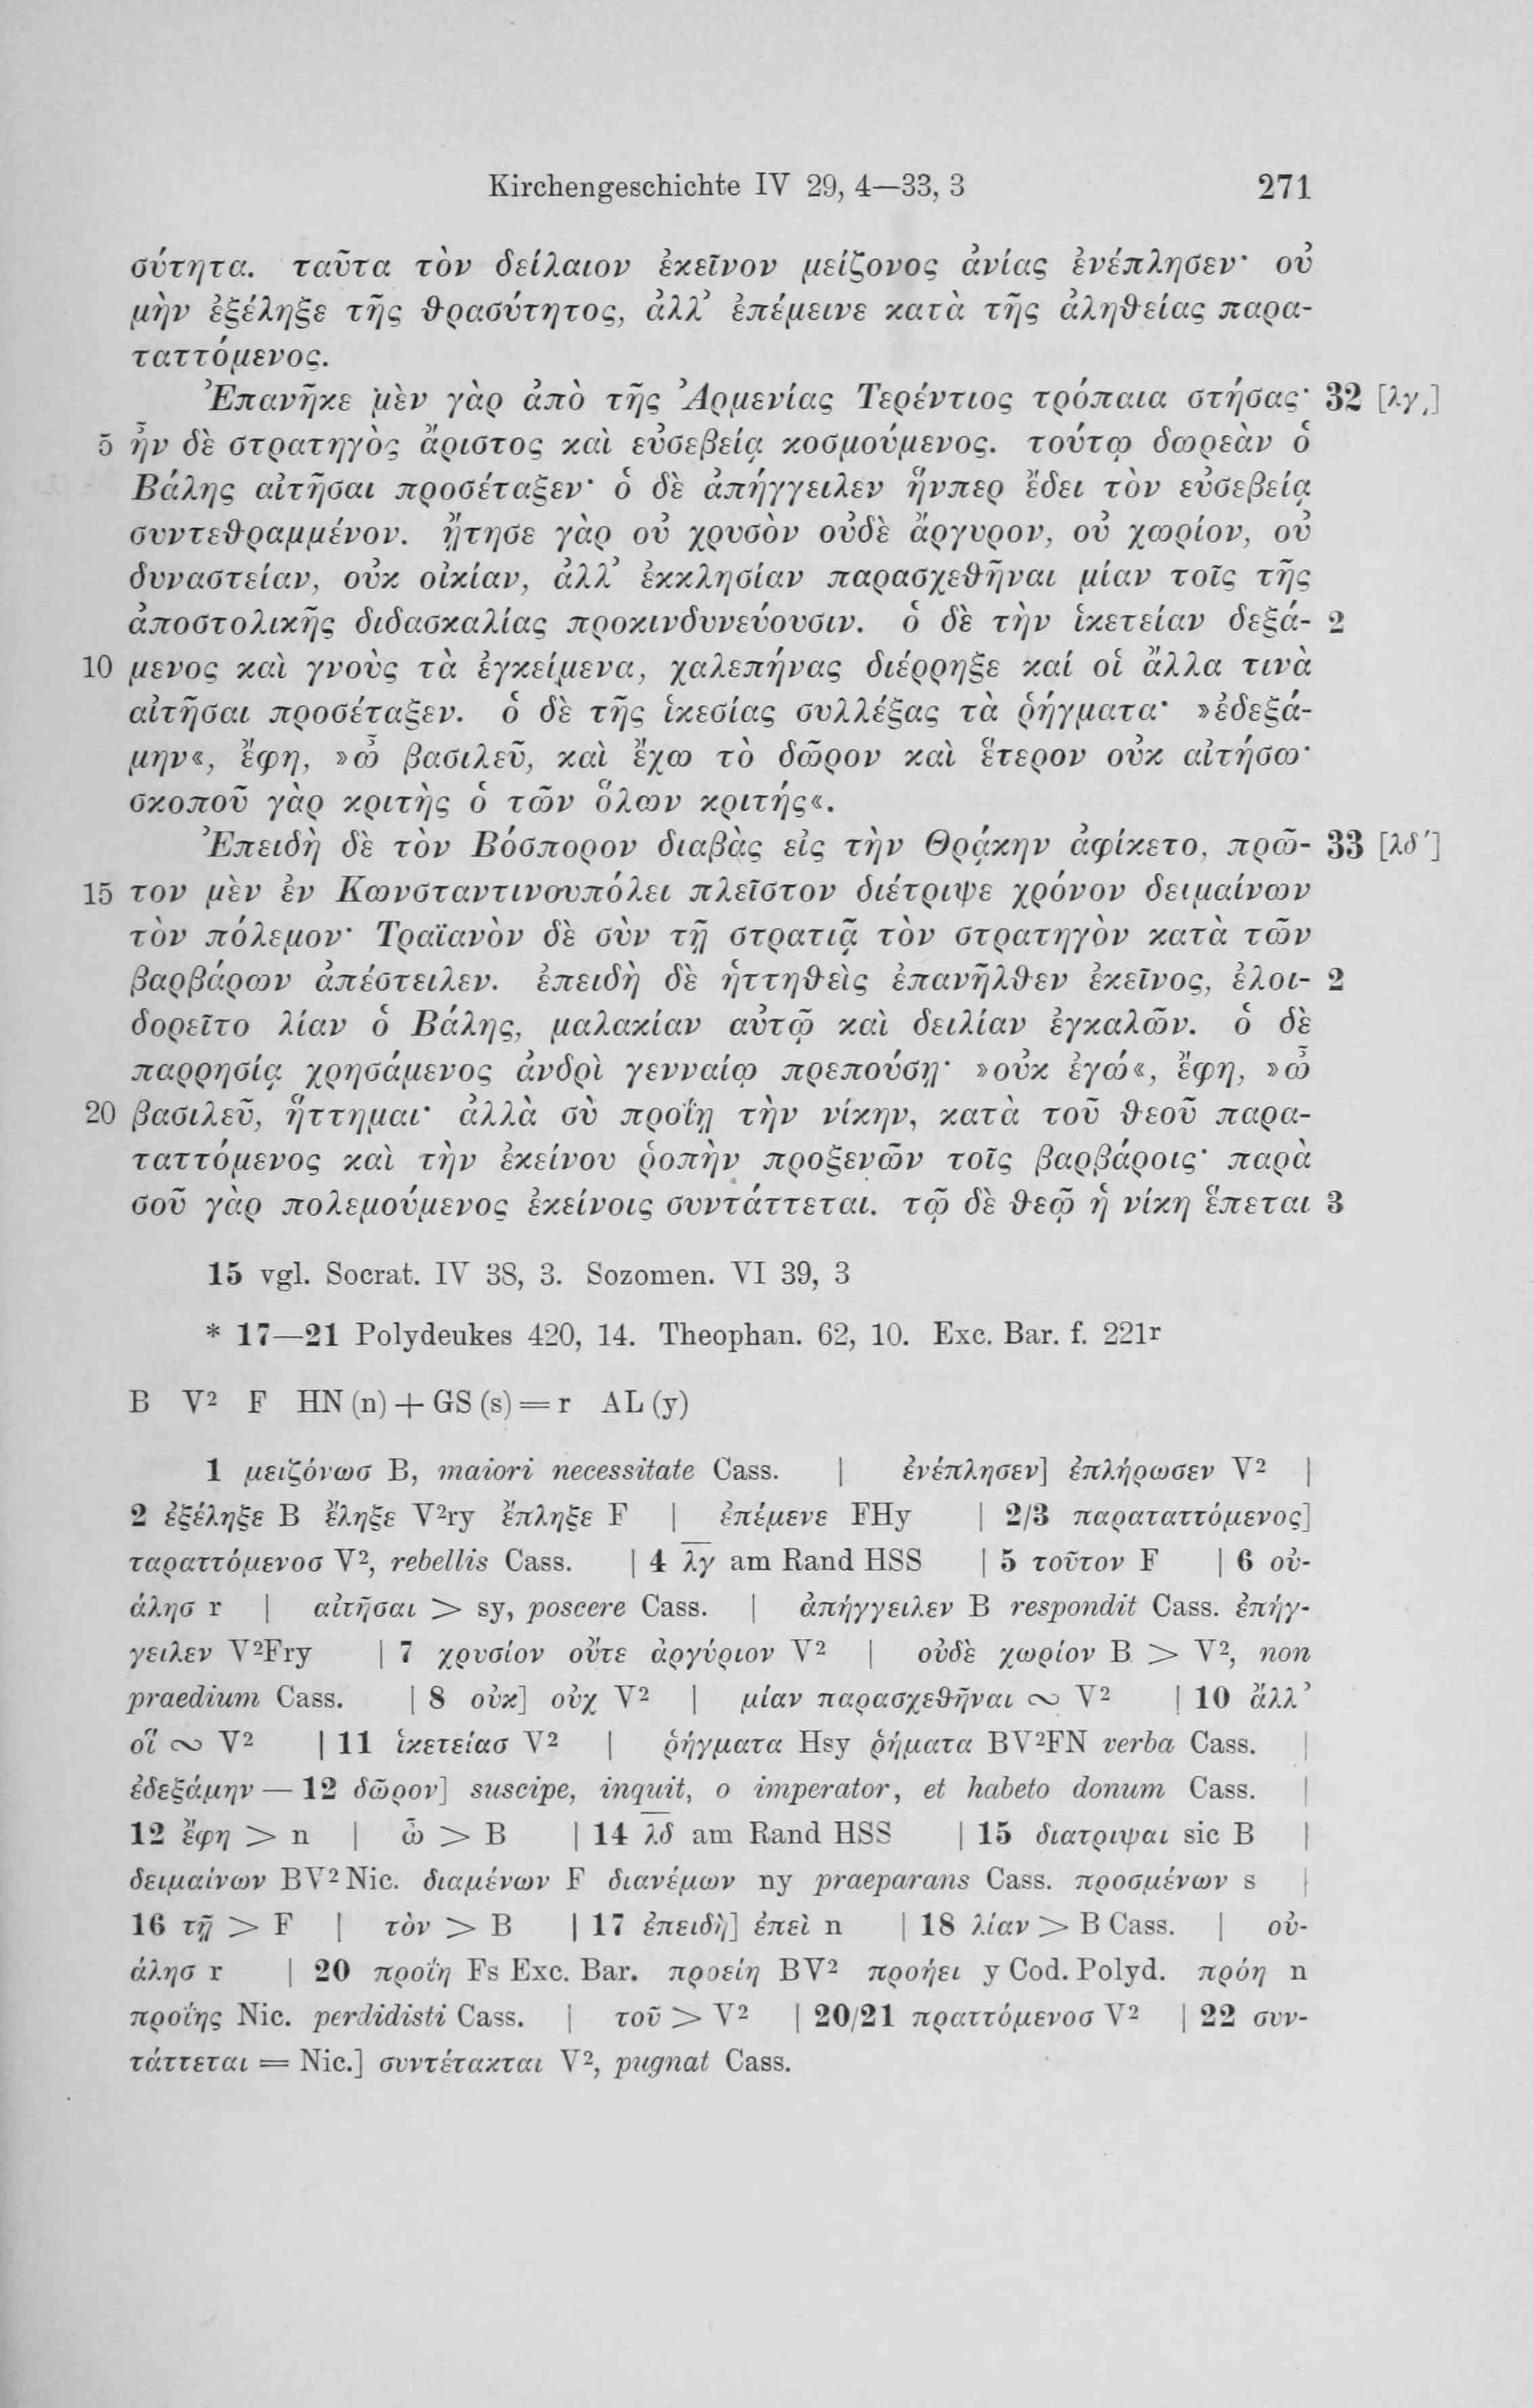 Kirchengeschichte IV 29, 4—33, 3 271
σύτητα. ταῦτα τὸν δείλαιον ἐκεῖνον μείζονος ἀνίας ἐνέπλησεν· οὐ
μὴν ἐξέληξε τῆς θρασύτητος, ἀλλ’ ἐπέμεινε κατὰ τῆς ἀληθείας παρα-
ταττόμενος.
Ἐπανῆκε μὲν γὰρ ἀπὸ τῆς Ἀρμενίας Τερέντιος τρόπαια στήσας· 32 [λγʹ]
5 ἦν δὲ στρατηγὸς ἄριστος καὶ εὐσεβείᾳ κοσμούμενος. τούτῳ δωρεὰν ὁ
Βάλης αἰτῆσαι προσέταξεν· ὁ δὲ ἀπήγγειλεν ἥνπερ ἔδει τὸν εὐσεβείᾳ
συντεθραμμένον. ᾔτησε γὰρ οὐ χρυσὸν οὐδὲ ἄργυρον, οὐ χωρίον, οὐ
δυναστείαν, οὐκ οἰκίαν, ἀλλ’ ἐκκλησίαν παρασχεθῆναι μίαν τοῖς τῆς
ἀποστολικῆς διδασκαλίας προκινδυνεύουσιν. ὁ δὲ τὴν ἱκετείαν δεξά- 2
10 μενος καὶ γνοὺς τὰ ἐγκείμενα, χαλεπήνας διέρρηξε καί οἱ ἄλλα τινὰ
αἰτῆσαι προσέταξεν. ὁ δὲ τῆς ἱκεσίας συλλέξας τὰ ῥήγματα· »ἐδεξά-
μην«, ἔφη, »ὦ βασιλεῦ, καὶ ἔχω τὸ δῶρον καὶ ἕτερον οὐκ αἰτήσω·
σκοποῦ γὰρ κριτὴς ὁ τῶν ὅλων κριτής«.
Ἐπειδὴ δὲ τὸν Βόσπορον διαβὰς εἰς τὴν Θρᾴκην ἀφίκετο, πρῶ- 33 [λδʹ]
15 τον μὲν ἐν Κωνσταντινουπόλει πλεῖστον διέτριψε χρόνον δειμαίνων
τὸν πόλεμον· Τραϊανὸν δὲ σὺν τῇ στρατιᾷ τὸν στρατηγὸν κατὰ τῶν
βαρβάρων ἀπέστειλεν. ἐπειδὴ δὲ ἡττηθεὶς ἐπανῆλθεν ἐκεῖνος, ἐλοι- 2
δορεῖτο λίαν ὁ Βάλης, μαλακίαν αὐτῷ καὶ δειλίαν ἐγκαλῶν. ὁ δὲ
παρρησίᾳ χρησάμενος ἀνδρὶ γενναίῳ πρεπούσῃ· »οὐκ ἐγώ«, ἔφη, »ὦ
20 βασιλεῦ, ἥττημαι· ἀλλὰ σὺ προΐῃ τὴν νίκην, κατὰ τοῦ θεοῦ παρα-
ταττόμενος καὶ τὴν ἐκείνου ῥοπὴν προξενῶν τοῖς βαρβάροις· παρὰ
σοῦ γὰρ πολεμούμενος ἐκείνοις συντάττεται. τῷ δὲ θεῷ ἡ νίκη ἕπεται 3
15 vgl. Socrat. IV 38, 3. Sozomen. VI 39, 3
* 17—21 Polydeukes 420, 14. Theophan. 62, 10. Exc. Bar. f. 221r
B V² F HN (n) + GS (s) = r AL (y)
1 μειζόνωσ B, maiori necessitate Cass. | ἐνέπλησεν] ἐπλήρωσεν V² |
2 ἐξέληξε B ἔληξε V²ry ἔπληξε F | ἐπέμενε FHy | 2/3 παραταττόμενος]
ταραττόμενοσ V², rebellis Cass. | 4 λ̅γ̅ am Rand HSS | 5 τοῦτον F | 6 οὐ-
άλησ r | αἰτῆσαι > sy, poscere Cass. | ἀπήγγειλεν B respondit Cass. ἐπήγ-
γειλεν V²Fry | 7 χρυσίον οὔτε ἀργύριον V² | οὐδὲ χωρίον B > V², non
praedium Cass. | 8 οὐκ] οὐχ V² | μίαν παρασχεθῆναι ∾ V² | 10 ἄλλ’
οἵ ∾ V² | 11 ἱκετείασ V² | ῥήγματα Hsy ῥήματα BV²FN verba Cass. |
ἐδεξάμην — 12 δῶρον] suscipe, inquit, o imperator, et habeto donum Cass. |
12 ἔφη > n | ὦ > B | 14 λ̅δ̅ am Rand HSS | 15 διατριψαι sic B |
δειμαίνων BV² Nic. διαμένων F διανέμων ny praeparans Cass. προσμένων s |
16 τῇ > F | τὸν > B | 17 ἐπειδὴ] ἐπεὶ n | 18 λίαν > B Cass. | οὐ-
άλησ r | 20 προΐη Fs Exc. Bar. προείη BV² προήει y Cod. Polyd. πρόη n
προΐης Nic. perdidisti Cass. | τοῦ > V² | 20/21 πραττόμενοσ V² | 22 συν-
τάττεται = Nic.] συντέτακται V², pugnat Cass.